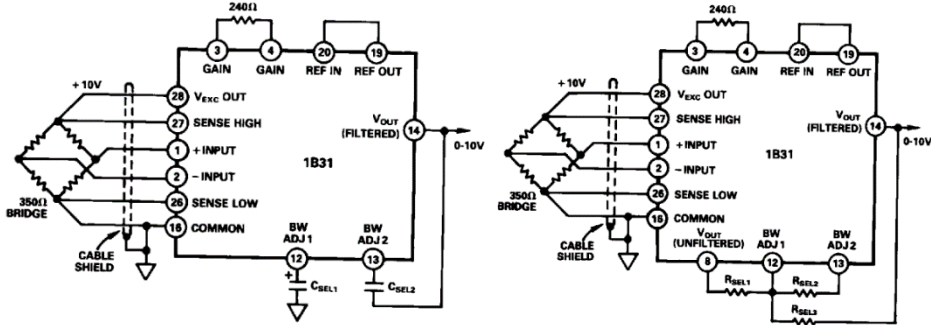 240Ω
3 4 20 19
GAIN GAIN REF IN REF OUT
+10V
28 VEXC OUT
27 SENSE HIGH
1 +INPUT
2 −INPUT
26 SENSE LOW
16 COMMON
350Ω
BRIDGE
CABLE
SHIELD
1B31
VOUT
(FILTERED)
14
0-10V
BW
ADJ 1
12
BW
ADJ 2
13
+
CSEL1
CSEL2
240Ω
3 4 20 19
GAIN GAIN REF IN REF OUT
+10V
28 VEXC OUT
27 SENSE HIGH
1 +INPUT
2 −INPUT
26 SENSE LOW
16 COMMON
350Ω
BRIDGE
CABLE
SHIELD
1B31
VOUT
(FILTERED)
14
0-10V
VOUT
(UNFILTERED)
8
BW
ADJ 1
12
BW
ADJ 2
13
RSEL1
RSEL2
RSEL3